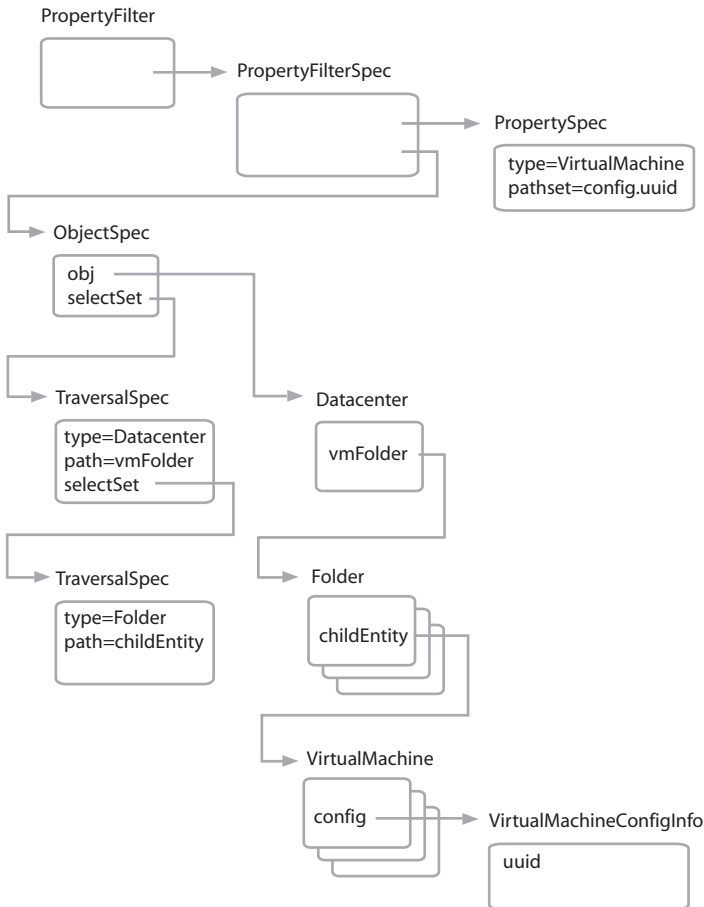 PropertyFilter
PropertyFilterSpec
PropertySpec
type=VirtualMachine
pathset=config.uuid
ObjectSpec
obj
selectSet
TraversalSpec
type=Datacenter
path=vmFolder
selectSet
Datacenter
vmFolder
TraversalSpec
type=Folder
path=childEntity
Folder
childEntity
VirtualMachine
config
VirtualMachineConfigInfo
uuid